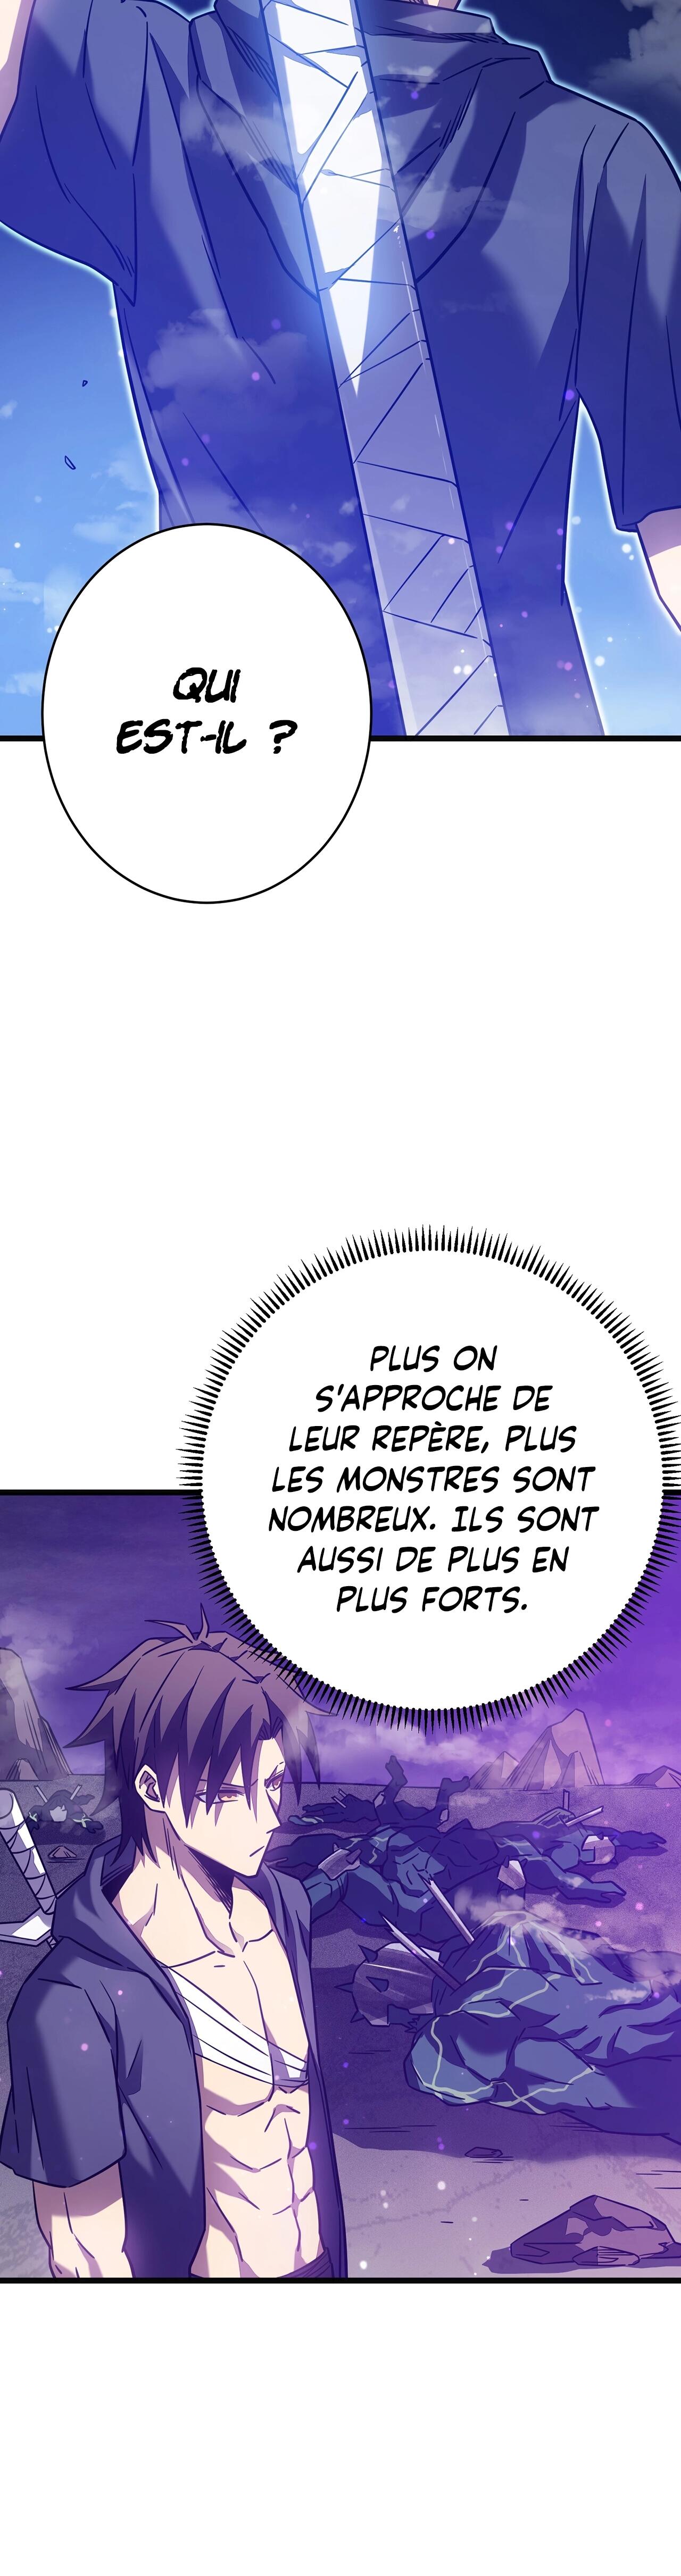 QUI
EST-IL ?
PLUS ON
S'APPROCHE DE
LEUR REPÈRE, PLUS
LES MONSTRES SONT
NOMBREUX. ILS SONT
AUSSI DE PLUS EN
PLUS FORTS.